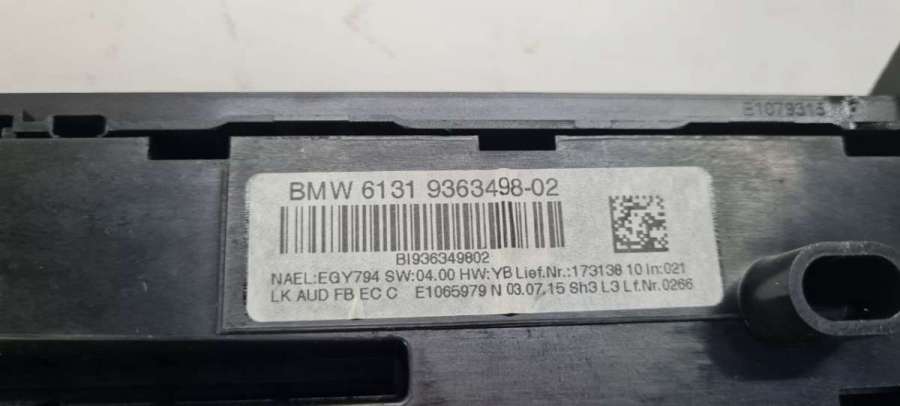 E1079315
BMW 6131 9363498-02
BI936349802
NAEL:EGY794 SW:04.00 HW:YB Lief.Nr.:173138 10 In:021
LK AUD FB EC C E1065979 N 03.07.15 Sh3 L3 Lf.Nr.0266